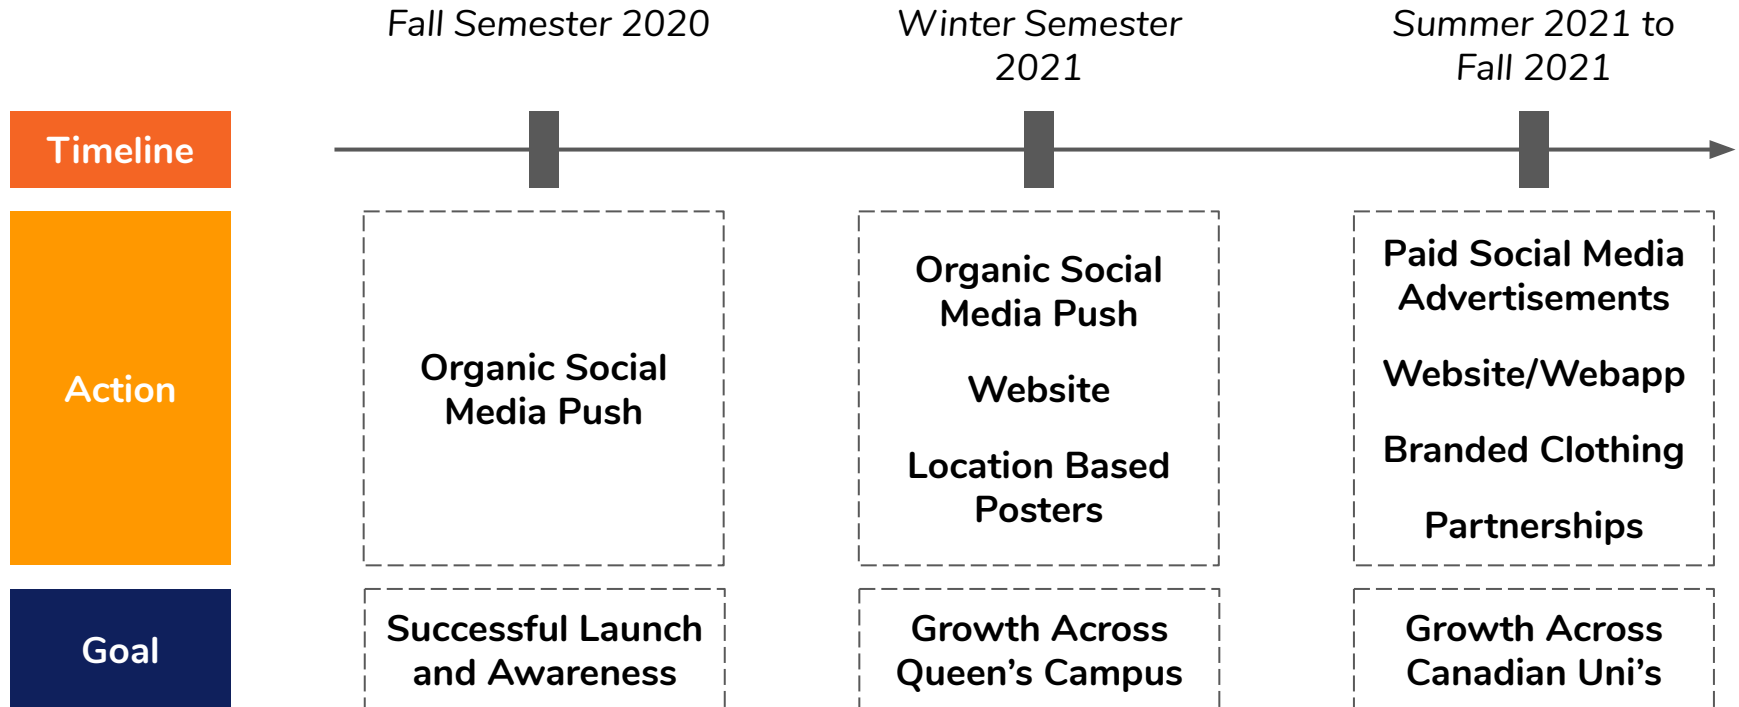 Fall Semester 2020
Winter Semester
2021
Summer 2021 to
Fall 2021
Timeline
Action
Organic Social
Media Push
Organic Social
Media Push
Website
Location Based
Posters
Paid Social Media
Advertisements
Website/Webapp
Branded Clothing
Partnerships
Goal
Successful Launch
and Awareness
Growth Across
Queen’s Campus
Growth Across
Canadian Uni’s